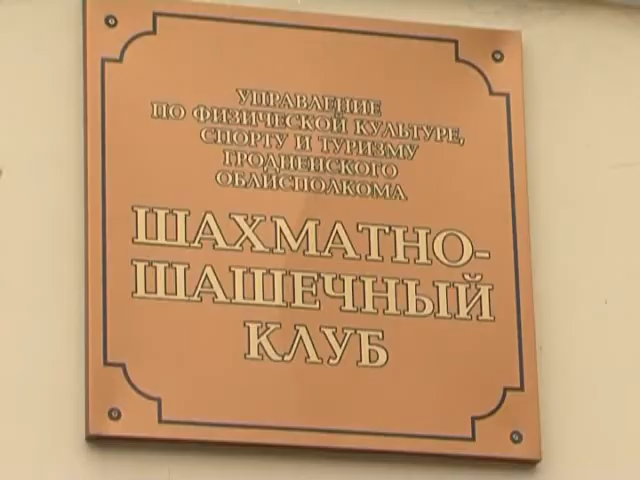 УПРАВЛЕНИЕ
ПО ФИЗИЧЕСКОЙ КУЛЬТУРЕ,
СПОРТУ И ТУРИЗМУ
ГРОДНЕНСКОГО
ОБЛИСПОЛКОМА
ШАХМАТНО-
ШАШЕЧНЫЙ
КЛУБ